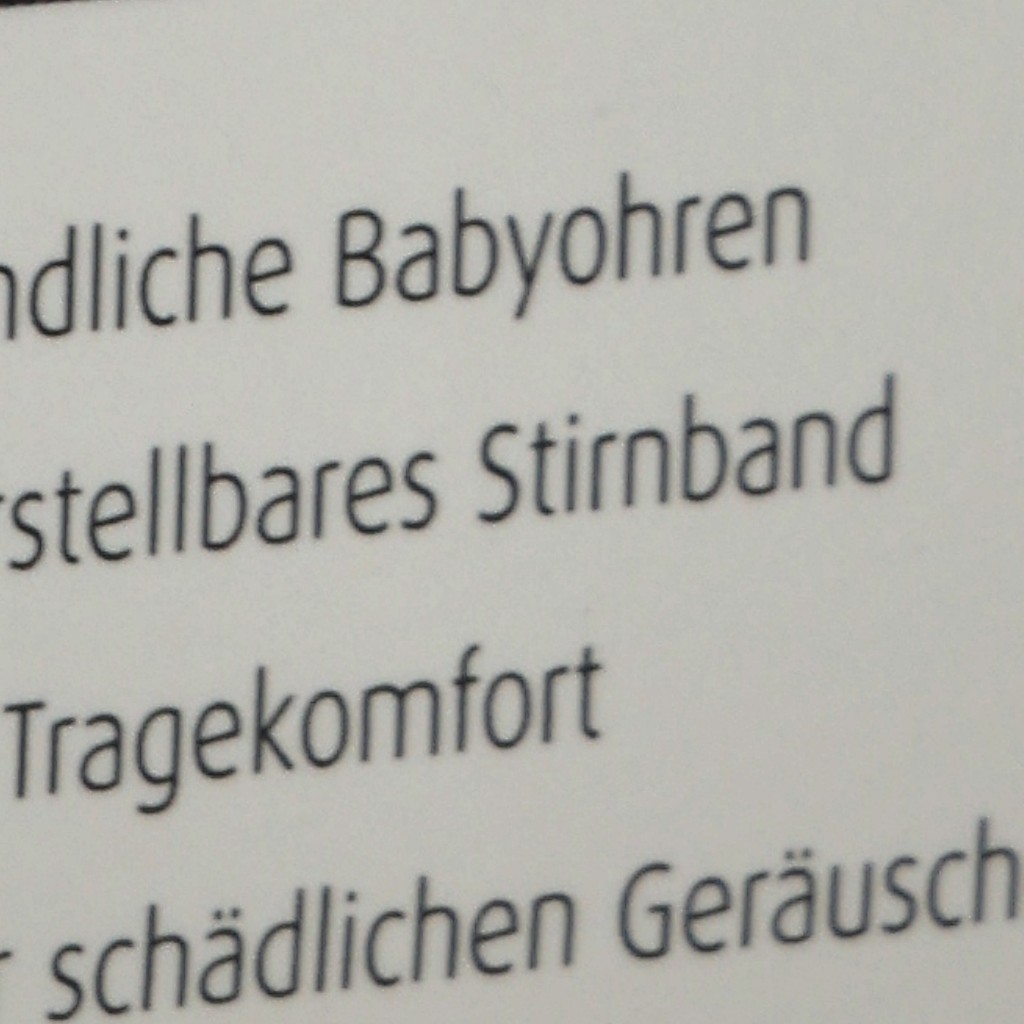 ndliche Babyohren
rstellbares Stirnband
Tragekomfort
r schädlichen Geräusch